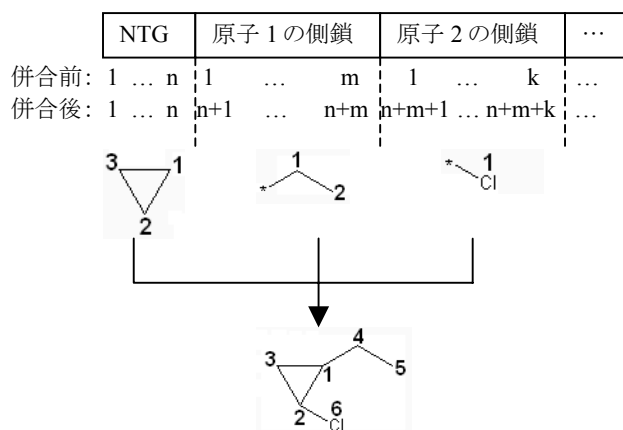 NTG 原子 1 の側鎖 原子 2 の側鎖 …
併合前: 1 … n 1 … m 1 … k …
併合後: 1 … n n+1 … n+m n+m+1 … n+m+k …
3 1 2
* 1 2
* 1 Cl
3 1 2 4 5 6 Cl